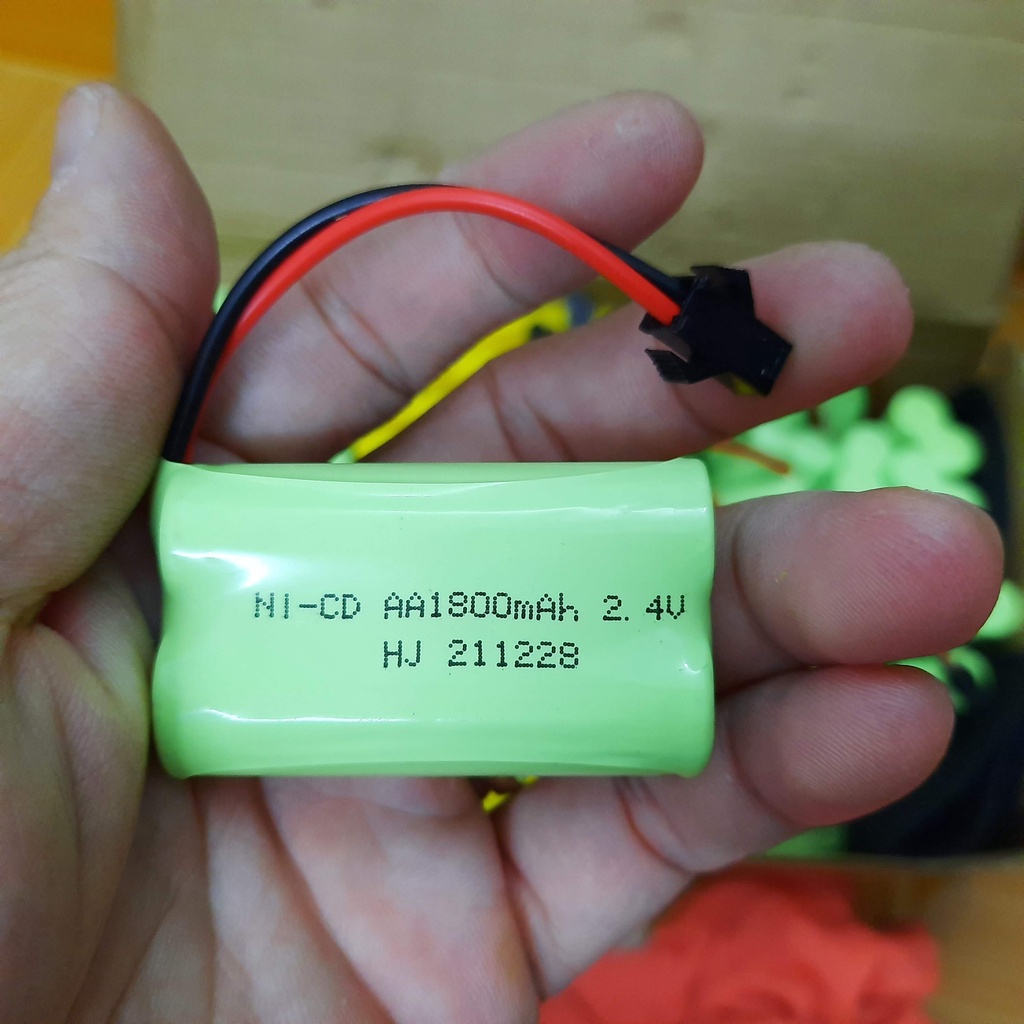 NI-CD AA1800mAh 2.4V
HJ 211228